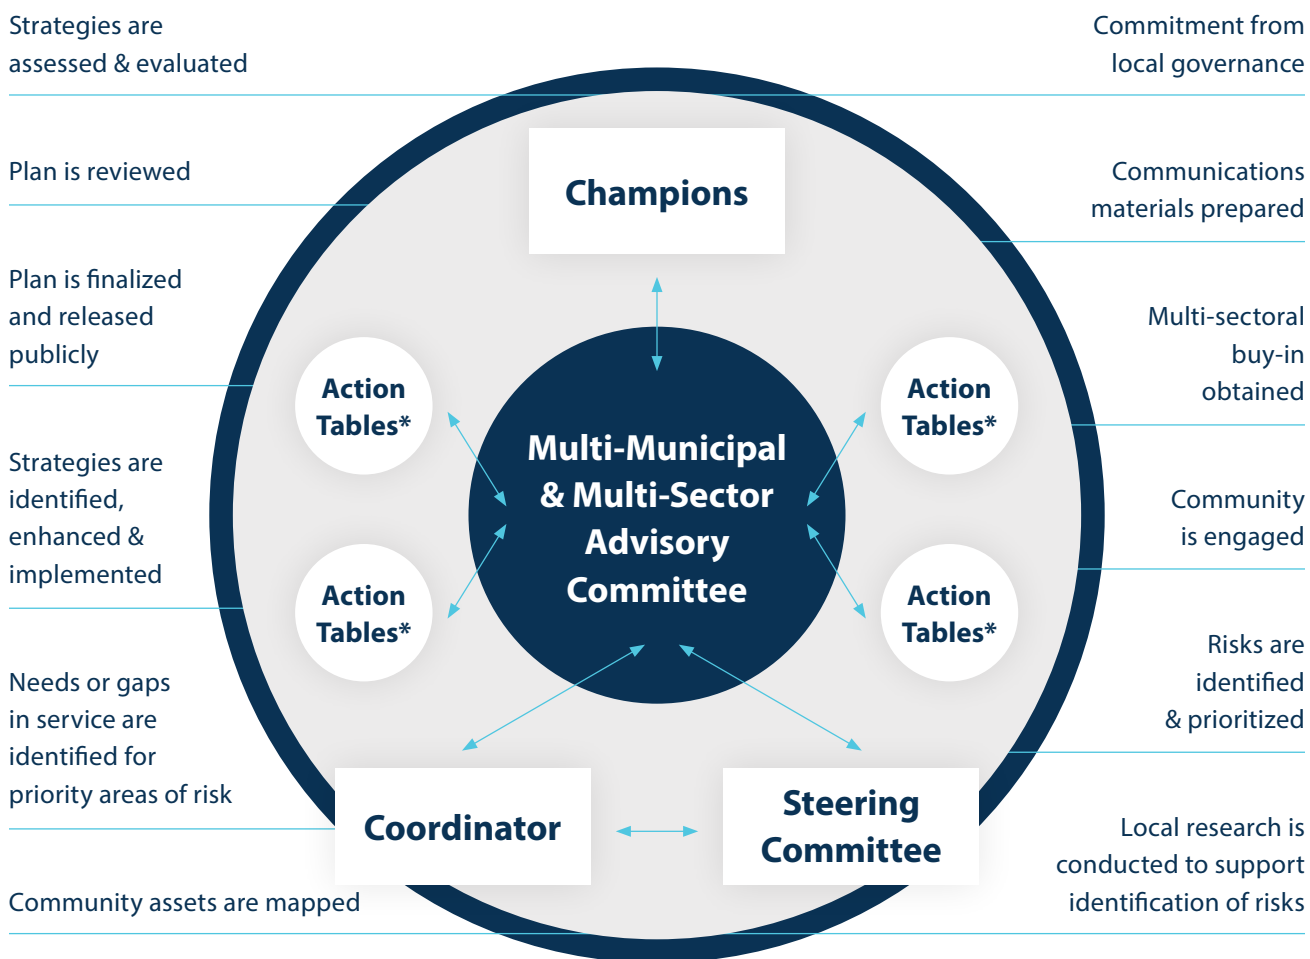 Strategies are
assessed & evaluated
Commitment from
local governance
Plan is reviewed
Communications
materials prepared
Plan is finalized
and released
publicly
Multi-sectoral
buy-in
obtained
Strategies are
identified,
enhanced &
implemented
Community
is engaged
Needs or gaps
in service are
identified for
priority areas of risk
Risks are
identified
& prioritized
Community assets are mapped
Local research is
conducted to support
identification of risks
Champions
Action
Tables*
Action
Tables*
Multi-Municipal
& Multi-Sector
Advisory
Committee
Action
Tables*
Action
Tables*
Coordinator
Steering
Committee